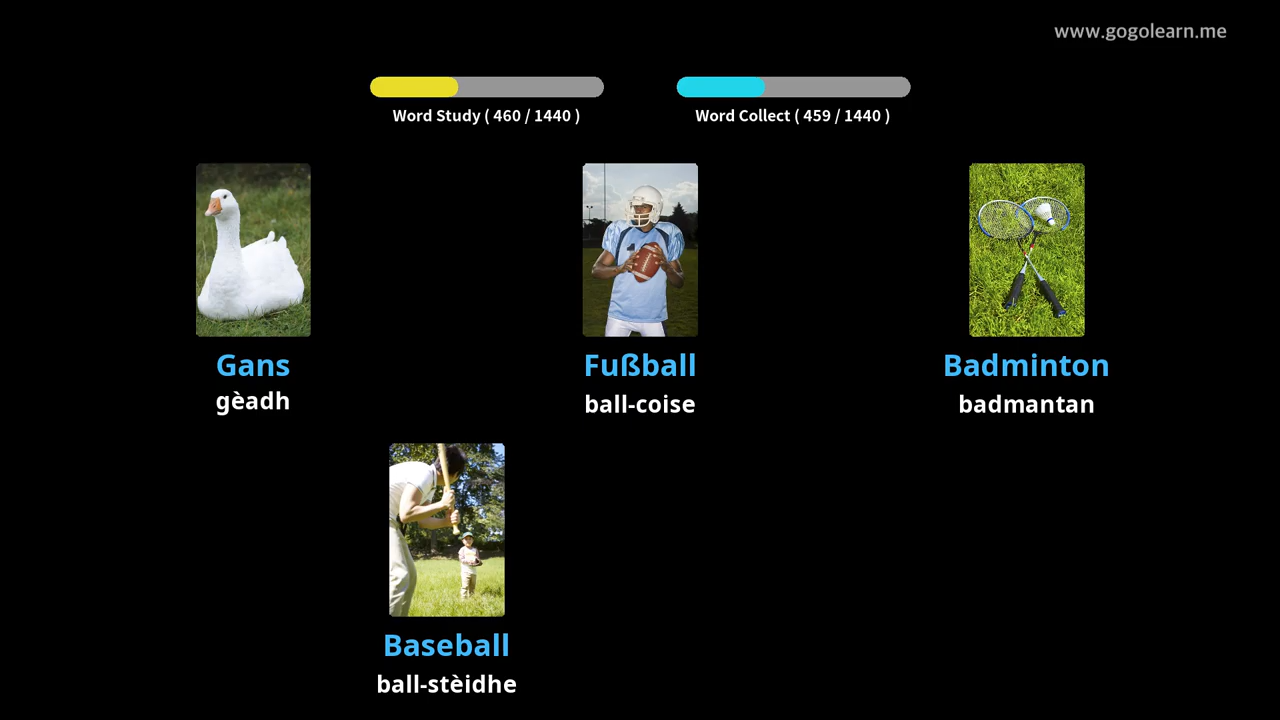 www.gogolearn.me
Word Study ( 460 / 1440 )
Word Collect ( 459 / 1440 )
Gans
gèadh
Fußball
ball-coise
Badminton
badmantan
Baseball
ball-stèidhe